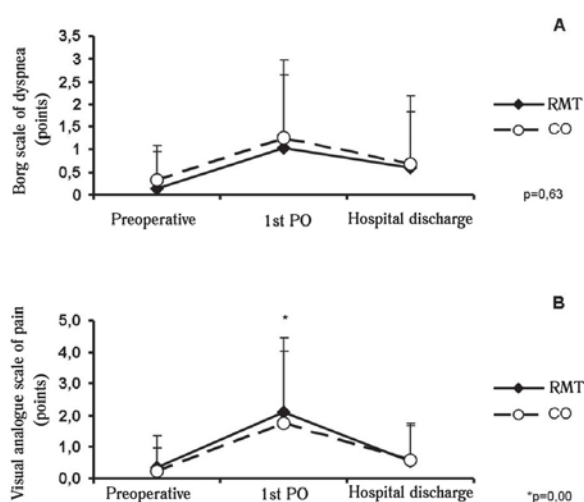 A
Borg scale of dyspnea
(points)
3,5
3
2,5
2
1,5
1
0,5
0
Preoperative 1st PO Hospital discharge
RMT
CO
p=0,63
B
Visual analogue scale of pain
(points)
5,0
4,0
3,0
2,0
1,0
0,0
*
Preoperative 1st PO Hospital discharge
RMT
CO
*p=0,00